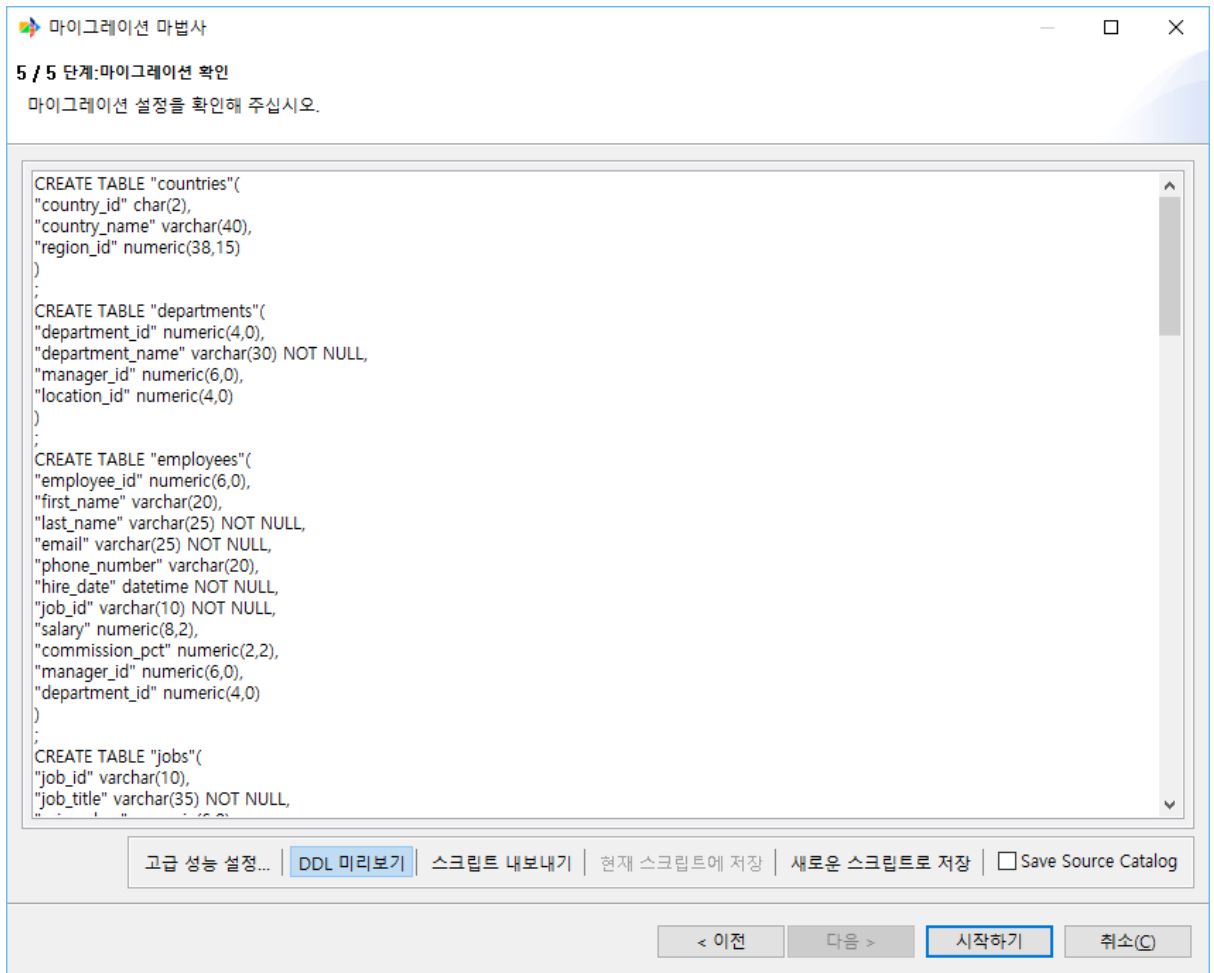 마이그레이션 마법사
5 / 5 단계:마이그레이션 확인
마이그레이션 설정을 확인해 주십시오.
CREATE TABLE "countries"(
"country_id" char(2),
"country_name" varchar(40),
"region_id" numeric(38,15)
)
;
CREATE TABLE "departments"(
"department_id" numeric(4,0),
"department_name" varchar(30) NOT NULL,
"manager_id" numeric(6,0),
"location_id" numeric(4,0)
)
;
CREATE TABLE "employees"(
"employee_id" numeric(6,0),
"first_name" varchar(20),
"last_name" varchar(25) NOT NULL,
"email" varchar(25) NOT NULL,
"phone_number" varchar(20),
"hire_date" datetime NOT NULL,
"job_id" varchar(10) NOT NULL,
"salary" numeric(8,2),
"commission_pct" numeric(2,2),
"manager_id" numeric(6,0),
"department_id" numeric(4,0)
)
;
CREATE TABLE "jobs"(
"job_id" varchar(10),
"job_title" varchar(35) NOT NULL,
고급 성능 설정... DDL 미리보기 스크립트 내보내기 현재 스크립트에 저장 새로운 스크립트로 저장 Save Source Catalog
< 이전 다음 > 시작하기 취소(C)